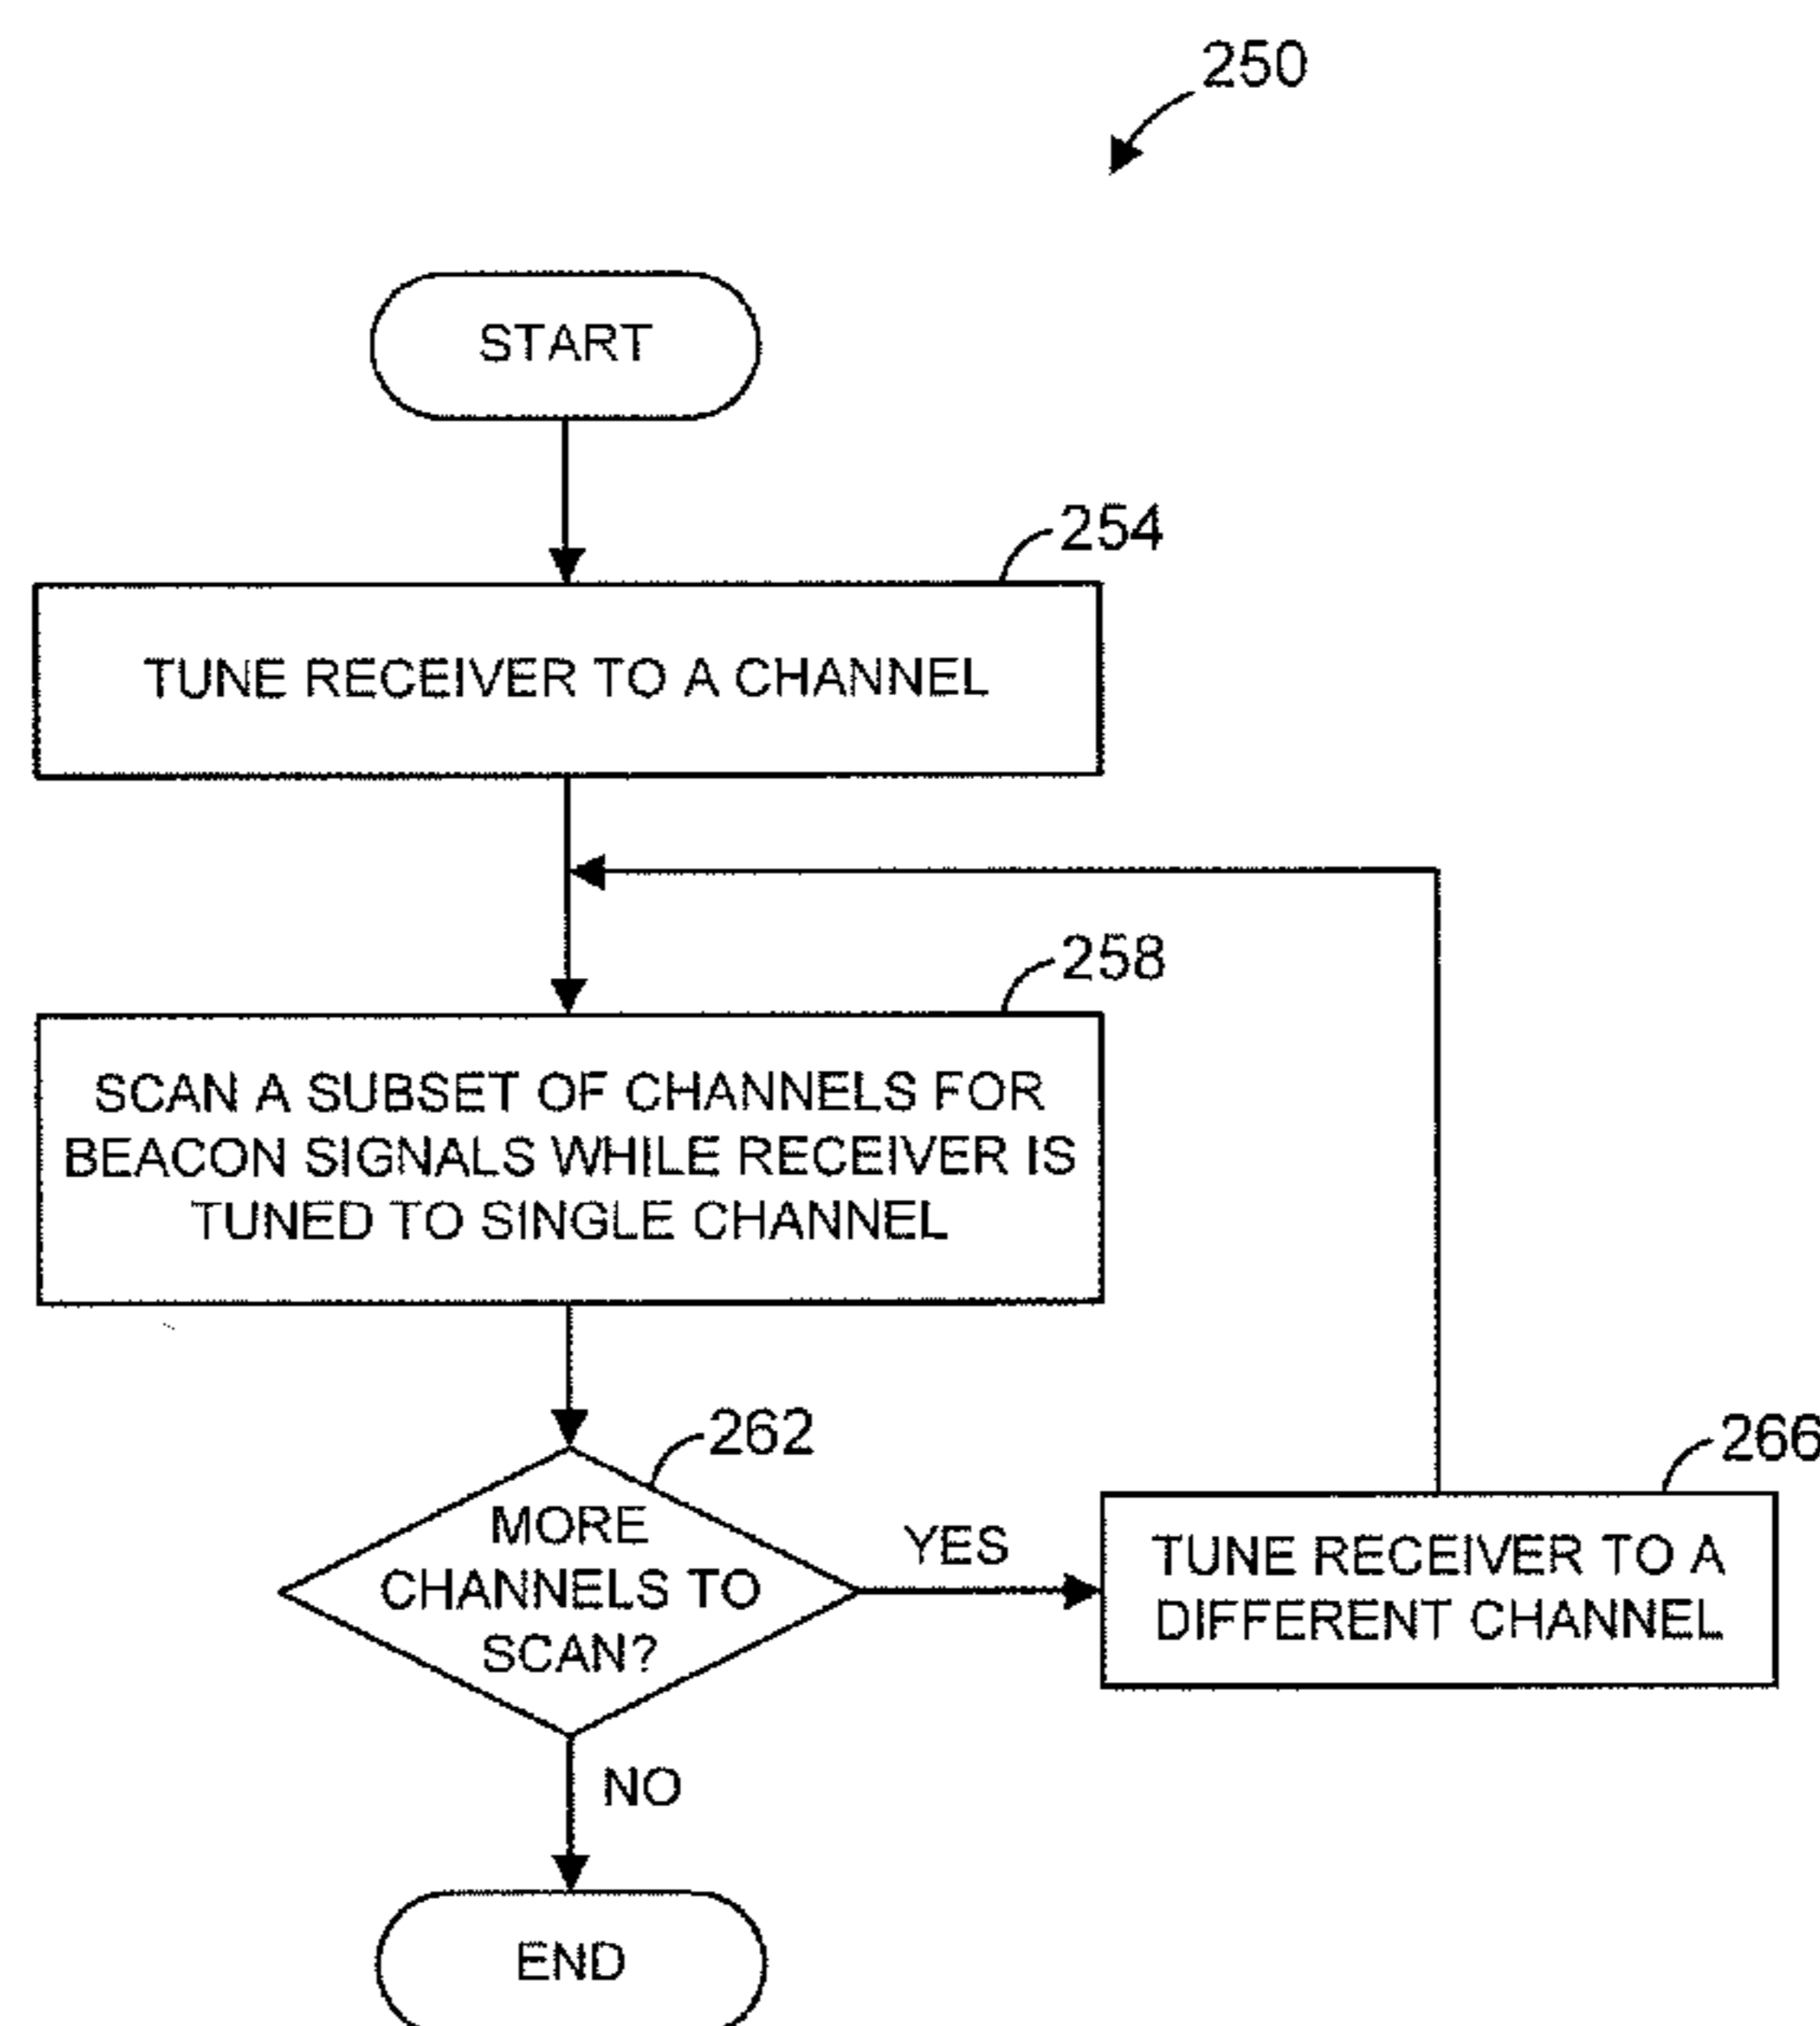 250
START
254
TUNE RECEIVER TO A CHANNEL
258
SCAN A SUBSET OF CHANNELS FOR
BEACON SIGNALS WHILE RECEIVER IS
TUNED TO SINGLE CHANNEL
262
MORE
CHANNELS TO
SCAN?
YES
266
TUNE RECEIVER TO A
DIFFERENT CHANNEL
NO
END